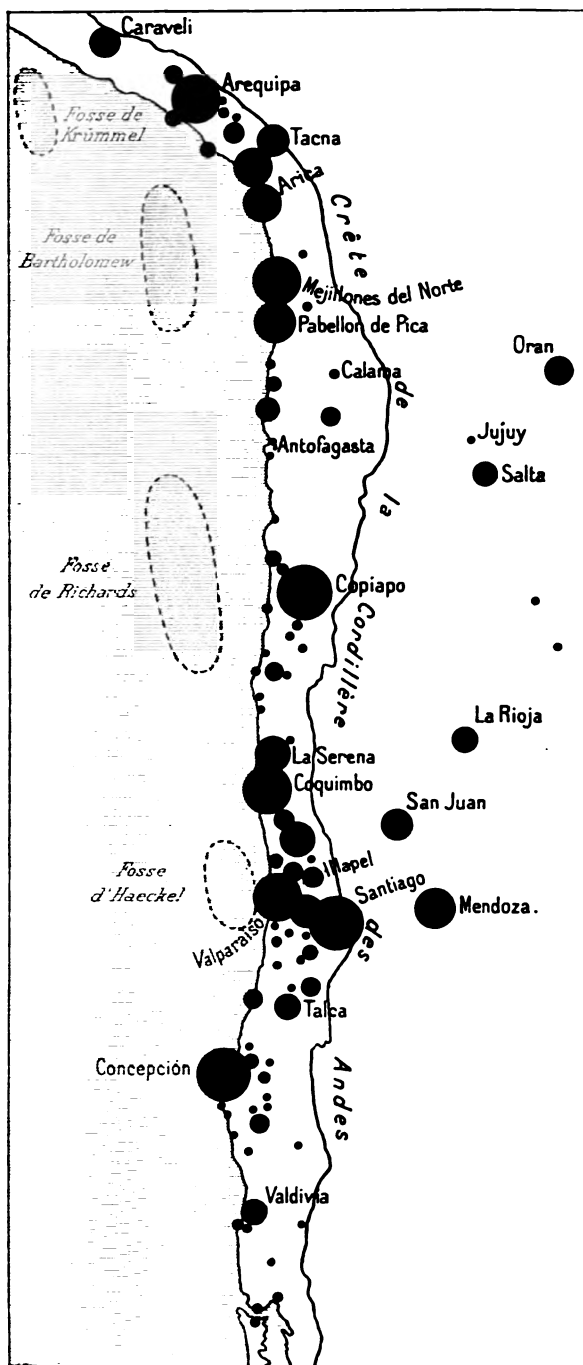 Caraveli
Arequipa
Fosse de
Krümmel
Tacna
Arica
Crête
Fosse de
Bartholomew
Mejillones del Norte
Pabellon de Pica
Oran
Calama
de
Jujuy
Antofagasta
Salta
la
Fosse
de Richards
Copiapo
Cordillère
La Rioja
La Serena
Coquimbo
San Juan
Fosse
d'Haeckel
Illapel
Santiago
Mendoza.
Valparaiso
des
Talca
Concepción
Andes
Valdivia